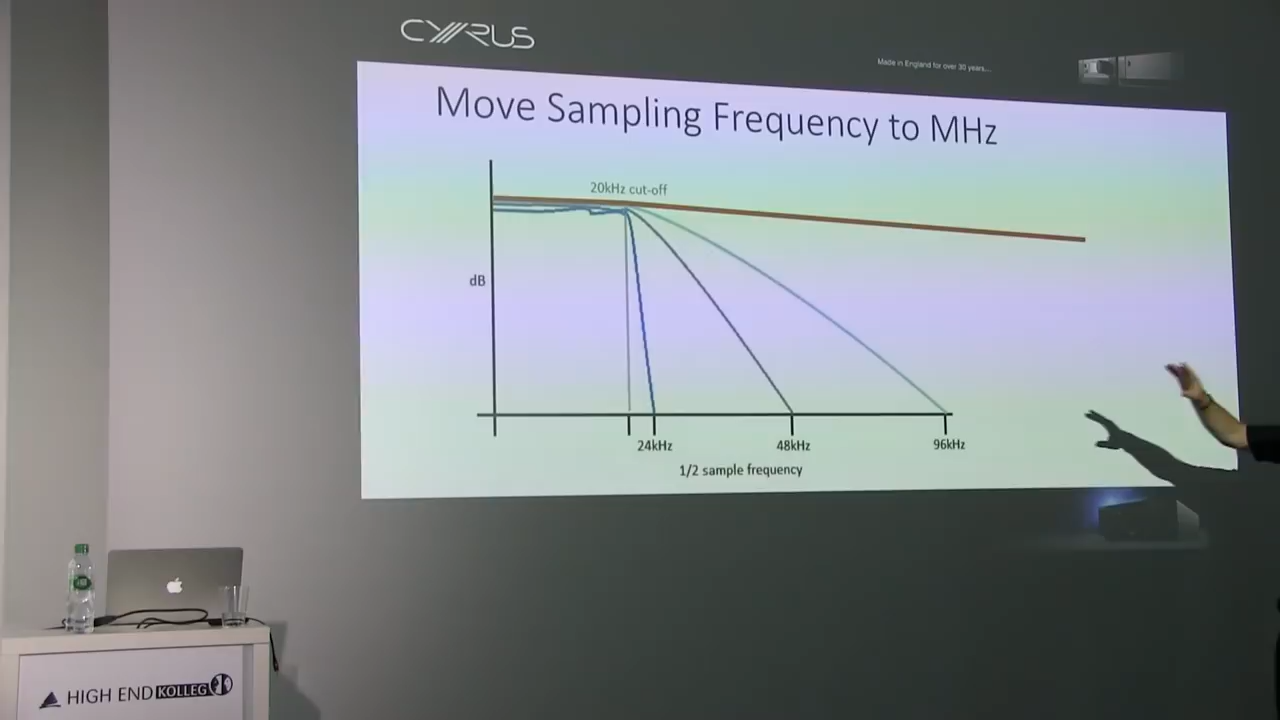 CYRUS
Made in England for over 30 years...
Move Sampling Frequency to MHz
20kHz cut-off
dB
24kHz
48kHz
96kHz
1/2 sample frequency
HIGH END KOLLEG